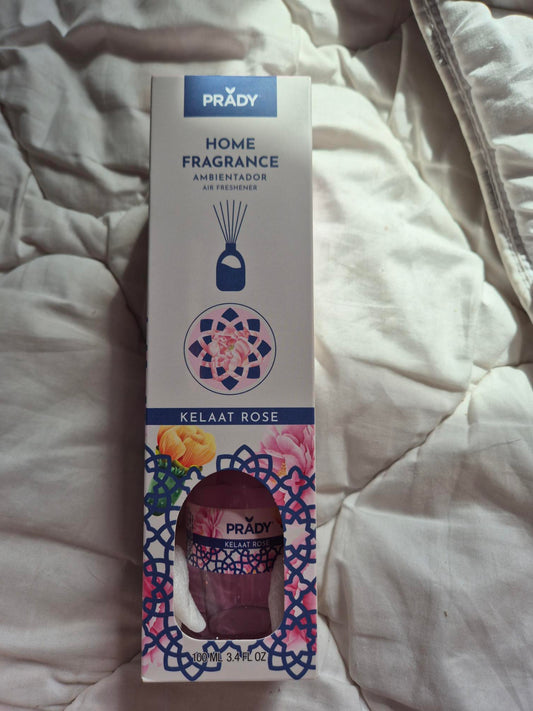 PRADY
HOME
FRAGRANCE
AMBIENTADOR
AIR FRESHENER
KELAAT ROSE
PRADY
KELAAT ROSE
100 ML 3.4 FL OZ